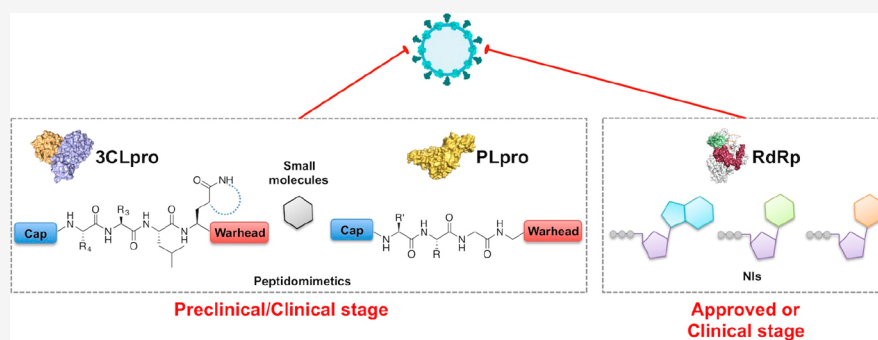 3CLpro
Small
molecules
PLpro
RdRp
O
NH
Cap
N
H
R4
O
H
N
R3
O
H
N
O
N
H
Warhead
Cap
N
H
R'
O
H
N
R
O
H
N
O
N
H
Warhead
Peptidomimetics
NIs
Preclinical/Clinical stage
Approved or
Clinical stage